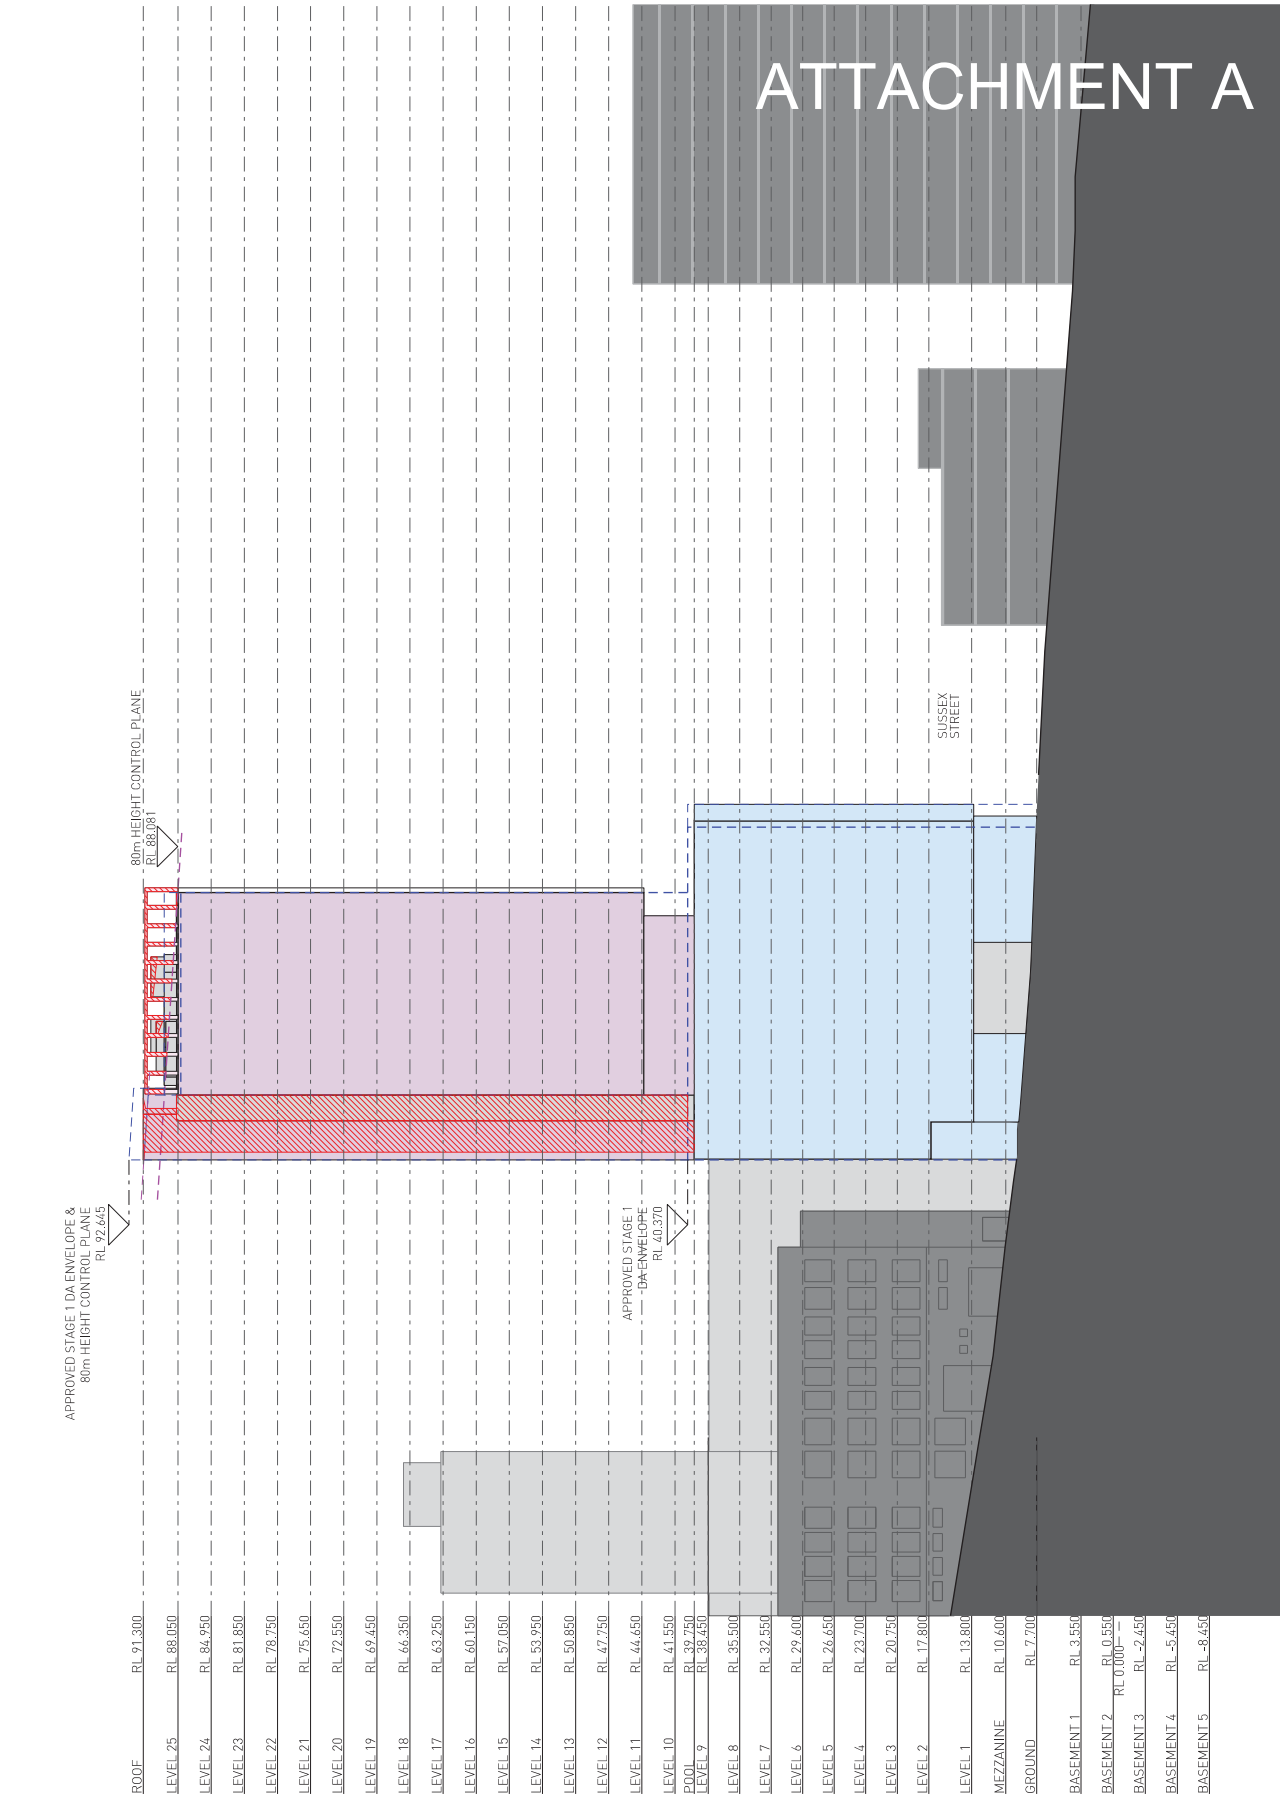 ATTACHMENT A
80m HEIGHT CONTROL PLANE
RL 88.081
SUSSEX
STREET
APPROVED STAGE 1 DA ENVELOPE &
80m HEIGHT CONTROL PLANE
RL 92.645
APPROVED STAGE 1
DA ENVELOPE
RL 40.370
ROOF RL 91.300
LEVEL 25 RL 88.050
LEVEL 24 RL 84.950
LEVEL 23 RL 81.850
LEVEL 22 RL 78.750
LEVEL 21 RL 75.650
LEVEL 20 RL 72.550
LEVEL 19 RL 69.450
LEVEL 18 RL 66.350
LEVEL 17 RL 63.250
LEVEL 16 RL 60.150
LEVEL 15 RL 57.050
LEVEL 14 RL 53.950
LEVEL 13 RL 50.850
LEVEL 12 RL 47.750
LEVEL 11 RL 44.650
LEVEL 10 RL 41.550
POOL RL 39.750
LEVEL 9 RL 38.450
LEVEL 8 RL 35.500
LEVEL 7 RL 32.550
LEVEL 6 RL 29.600
LEVEL 5 RL 26.650
LEVEL 4 RL 23.700
LEVEL 3 RL 20.750
LEVEL 2 RL 17.800
LEVEL 1 RL 13.800
MEZZANINE RL 10.600
GROUND RL 7.700
BASEMENT 1 RL 3.550
BASEMENT 2 RL 0.550
RL 0.000
BASEMENT 3 RL -2.450
BASEMENT 4 RL -5.450
BASEMENT 5 RL -8.450